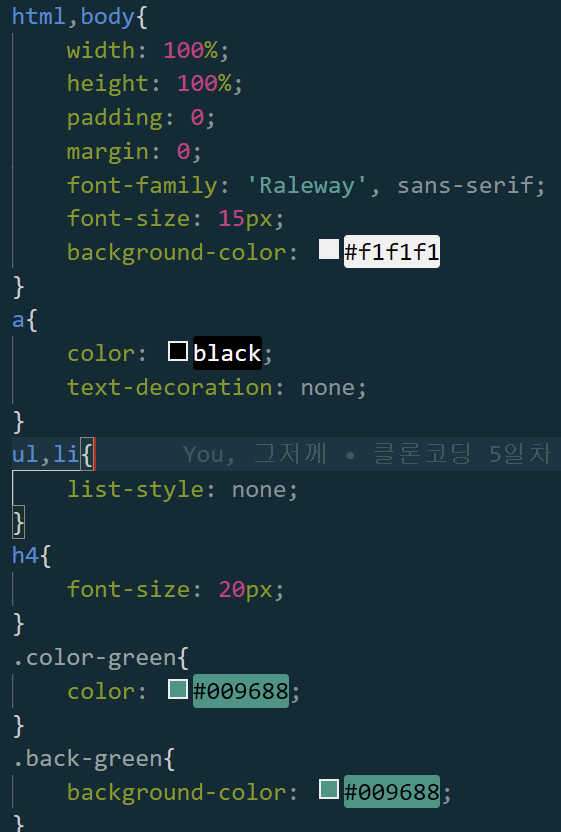 html,body{
    width: 100%;
    height: 100%;
    padding: 0;
    margin: 0;
    font-family: 'Raleway', sans-serif;
    font-size: 15px;
    background-color: #f1f1f1
}
a{
    color: black;
    text-decoration: none;
}
ul,li{ You, 그저께 • 클론코딩 5일차
    list-style: none;
}
h4{
    font-size: 20px;
}
.color-green{
    color: #009688;
}
.back-green{
    background-color: #009688;
}